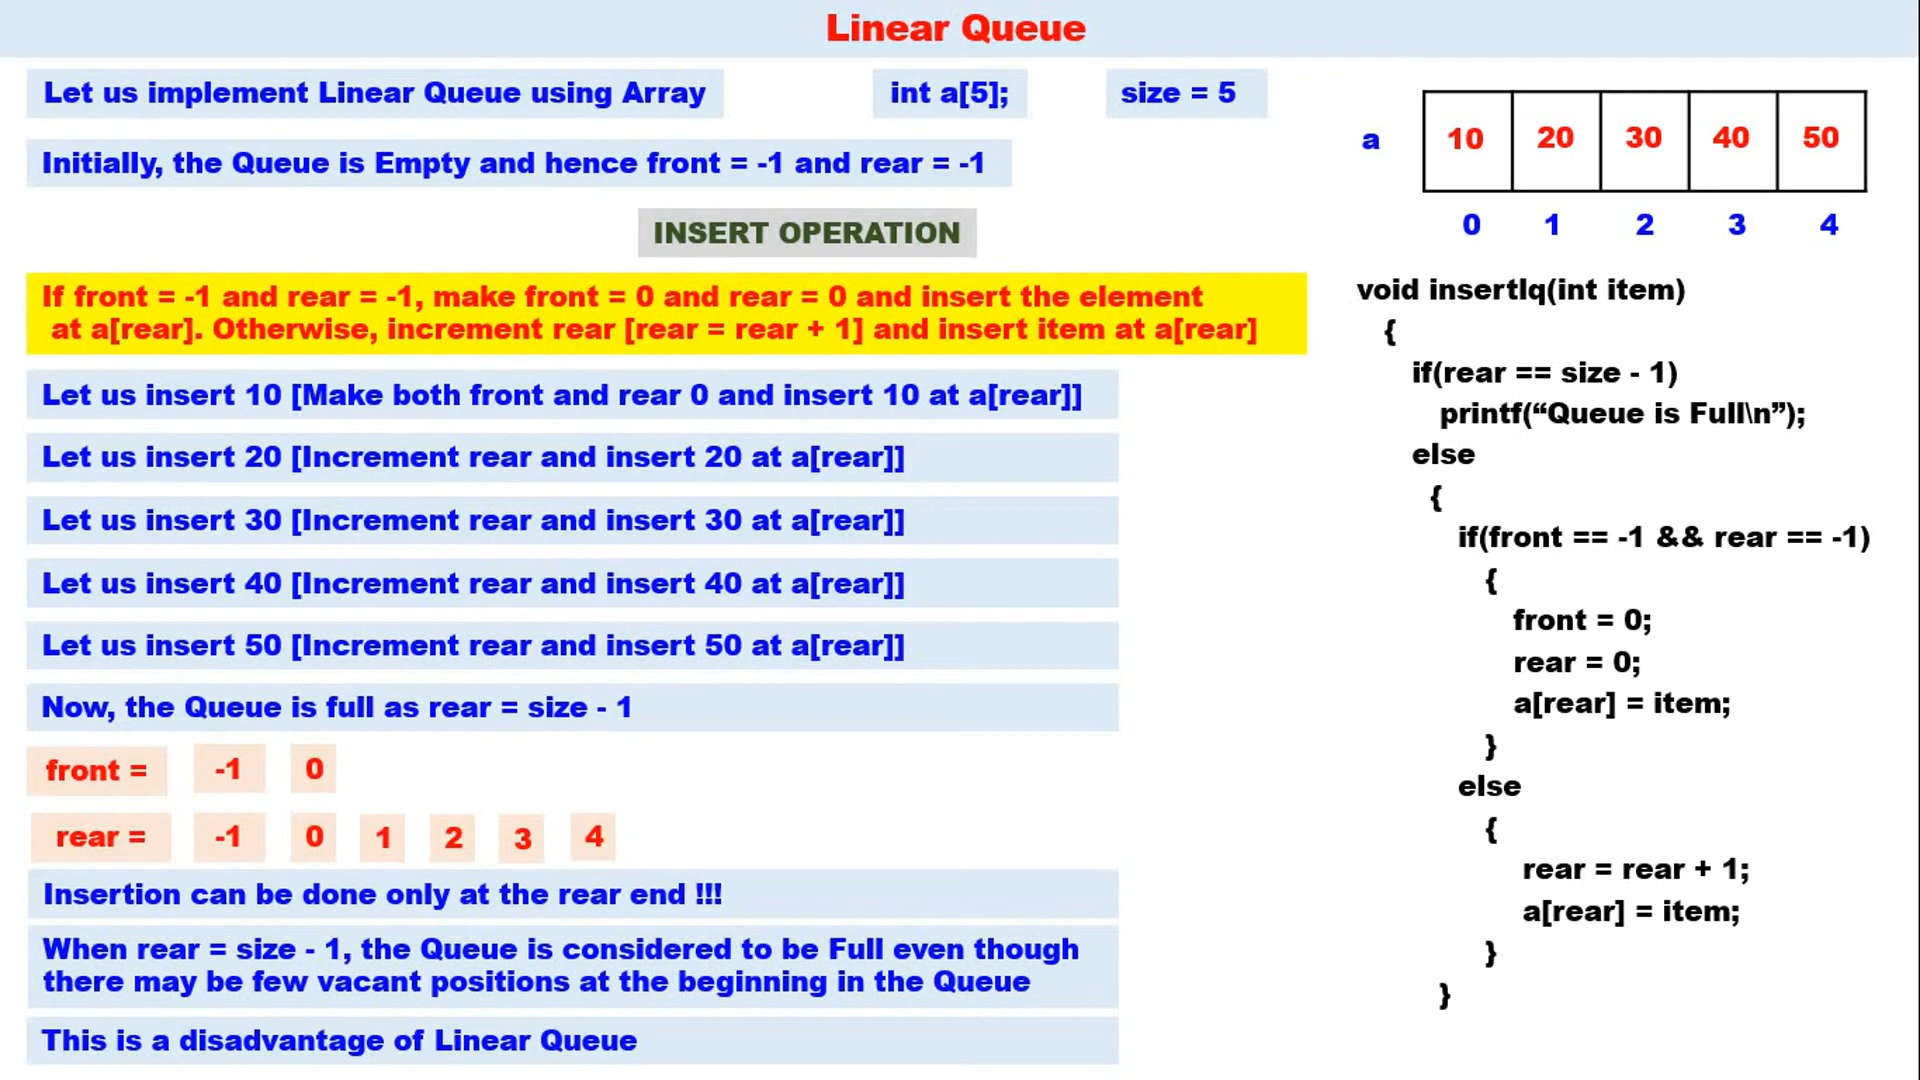 Linear Queue
Let us implement Linear Queue using Array
int a[5];
size = 5
Initially, the Queue is Empty and hence front = -1 and rear = -1
INSERT OPERATION
If front = -1 and rear = -1, make front = 0 and rear = 0 and insert the element
at a[rear]. Otherwise, increment rear [rear = rear + 1] and insert item at a[rear]
Let us insert 10 [Make both front and rear 0 and insert 10 at a[rear]]
Let us insert 20 [Increment rear and insert 20 at a[rear]]
Let us insert 30 [Increment rear and insert 30 at a[rear]]
Let us insert 40 [Increment rear and insert 40 at a[rear]]
Let us insert 50 [Increment rear and insert 50 at a[rear]]
Now, the Queue is full as rear = size - 1
front = -1 0
rear = -1 0 1 2 3 4
Insertion can be done only at the rear end !!!
When rear = size - 1, the Queue is considered to be Full even though
there may be few vacant positions at the beginning in the Queue
This is a disadvantage of Linear Queue
a 10 20 30 40 50
0 1 2 3 4
void insertlq(int item)
{
if(rear == size - 1)
printf(“Queue is Full\n”);
else
{
if(front == -1 && rear == -1)
{
front = 0;
rear = 0;
a[rear] = item;
}
else
{
rear = rear + 1;
a[rear] = item;
}
}